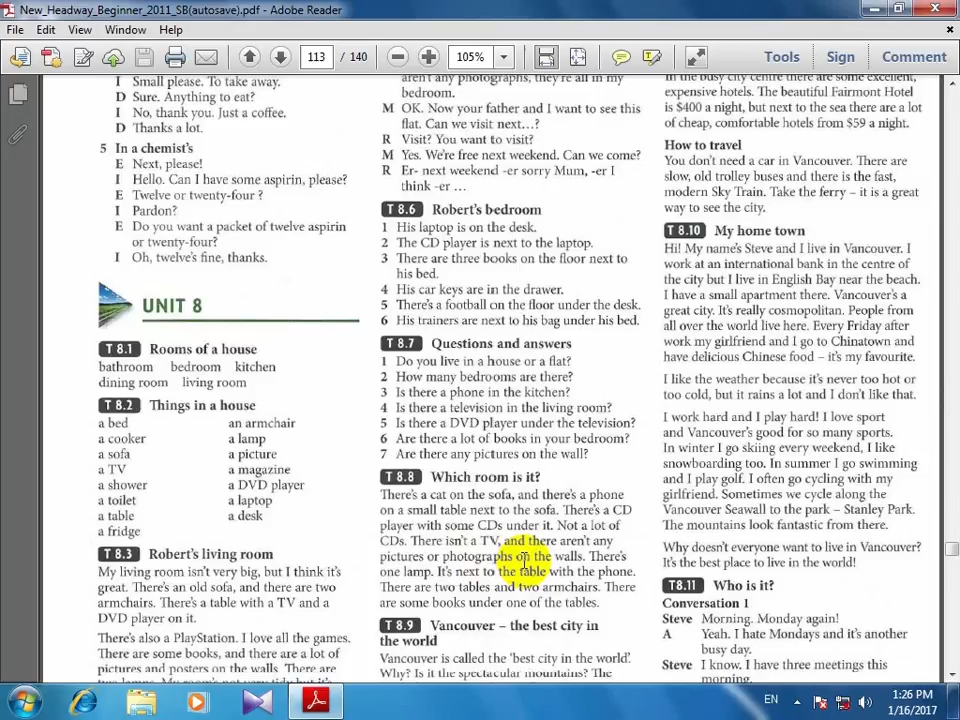 New_Headway_Beginner_2011_SB(autosave).pdf - Adobe Reader
File Edit View Window Help
113 / 140
105%
Tools Sign Comment
I Small please. To take away.
D Sure. Anything to eat?
I No, thank you. Just a coffee.
D Thanks a lot.
5 In a chemist's
E Next, please!
I Hello. Can I have some aspirin, please?
E Twelve or twenty-four ?
I Pardon?
E Do you want a packet of twelve aspirin
or twenty-four?
I Oh, twelve's fine, thanks.
UNIT 8
T 8.1 Rooms of a house
bathroom bedroom kitchen
dining room living room
T 8.2 Things in a house
a bed an armchair
a cooker a lamp
a sofa a picture
a TV a magazine
a shower a DVD player
a toilet a laptop
a table a desk
a fridge
T 8.3 Robert's living room
My living room isn't very big, but I think it's
great. There's an old sofa, and there are two
armchairs. There's a table with a TV and a
DVD player on it.
There's also a PlayStation. I love all the games.
There are some books, and there are a lot of
pictures and posters on the walls. There are
two lamps. My room's not very tidy but it's
aren't any photographs, they're all in my
bedroom.
M OK. Now your father and I want to see this
flat. Can we visit next…?
R Visit? You want to visit?
M Yes. We're free next weekend. Can we come?
R Er- next weekend -er sorry Mum, -er I
think -er …
T 8.6 Robert's bedroom
1 His laptop is on the desk.
2 The CD player is next to the laptop.
3 There are three books on the floor next to
his bed.
4 His car keys are in the drawer.
5 There's a football on the floor under the desk.
6 His trainers are next to his bag under his bed.
T 8.7 Questions and answers
1 Do you live in a house or a flat?
2 How many bedrooms are there?
3 Is there a phone in the kitchen?
4 Is there a television in the living room?
5 Is there a DVD player under the television?
6 Are there a lot of books in your bedroom?
7 Are there any pictures on the wall?
T 8.8 Which room is it?
There's a cat on the sofa, and there's a phone
on a small table next to the sofa. There's a CD
player with some CDs under it. Not a lot of
CDs. There isn't a TV, and there aren't any
pictures or photographs on the walls. There's
one lamp. It's next to the table with the phone.
There are two tables and two armchairs. There
are some books under one of the tables.
T 8.9 Vancouver – the best city in
the world
Vancouver is called the 'best city in the world'.
Why? Is it the spectacular mountains? The
In the busy city centre there are some excellent,
expensive hotels. The beautiful Fairmont Hotel
is $400 a night, but next to the sea there are a lot
of cheap, comfortable hotels from $59 a night.
How to travel
You don't need a car in Vancouver. There are
slow, old trolley buses and there is the fast,
modern Sky Train. Take the ferry – it is a great
way to see the city.
T 8.10 My home town
Hi! My name's Steve and I live in Vancouver. I
work at an international bank in the centre of
the city but I live in English Bay near the beach.
I have a small apartment there. Vancouver's a
great city. It's really cosmopolitan. People from
all over the world live here. Every Friday after
work my girlfriend and I go to Chinatown and
have delicious Chinese food – it's my favourite.
I like the weather because it's never too hot or
too cold, but it rains a lot and I don't like that.
I work hard and I play hard! I love sport
and Vancouver's good for so many sports.
In winter I go skiing every weekend, I like
snowboarding too. In summer I go swimming
and I play golf. I often go cycling with my
girlfriend. Sometimes we cycle along the
Vancouver Seawall to the park – Stanley Park.
The mountains look fantastic from there.
Why doesn't everyone want to live in Vancouver?
It's the best place to live in the world!
T8.11 Who is it?
Conversation 1
Steve Morning. Monday again!
A Yeah. I hate Mondays and it's another
busy day.
Steve I know. I have three meetings this
morning.
EN
1:26 PM
1/16/2017